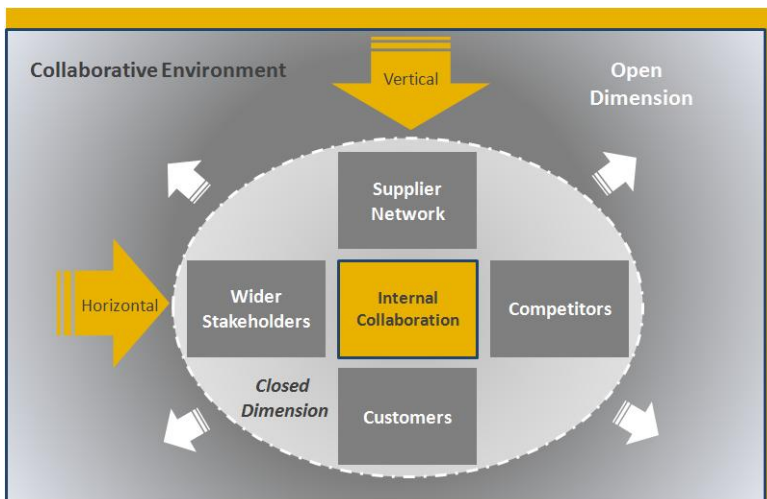 Collaborative Environment
Vertical
Open
Dimension
Supplier
Network
Horizontal
Wider
Stakeholders
Internal
Collaboration
Competitors
Closed
Dimension
Customers